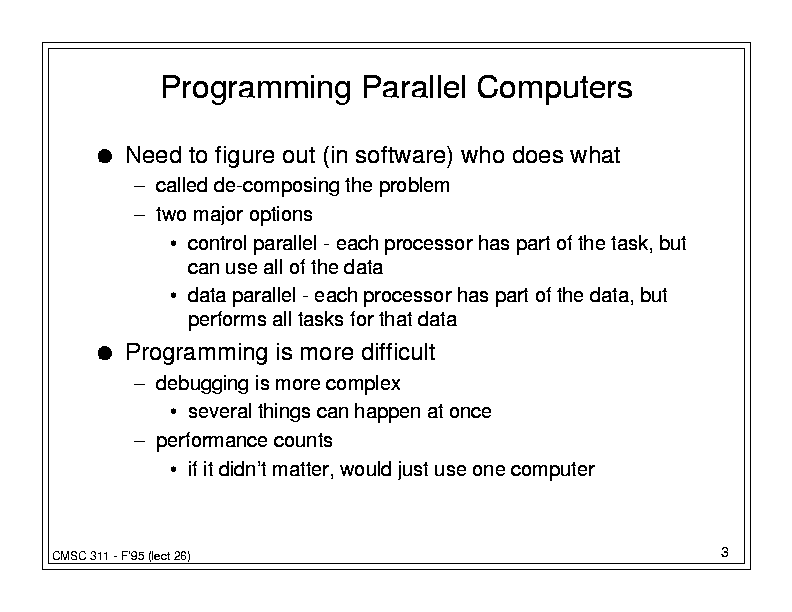 Programming Parallel Computers
● Need to figure out (in software) who does what
– called de-composing the problem
– two major options
• control parallel - each processor has part of the task, but
can use all of the data
• data parallel - each processor has part of the data, but
performs all tasks for that data
● Programming is more difficult
– debugging is more complex
• several things can happen at once
– performance counts
• if it didn't matter, would just use one computer
CMSC 311 - F'95 (lect 26)
3